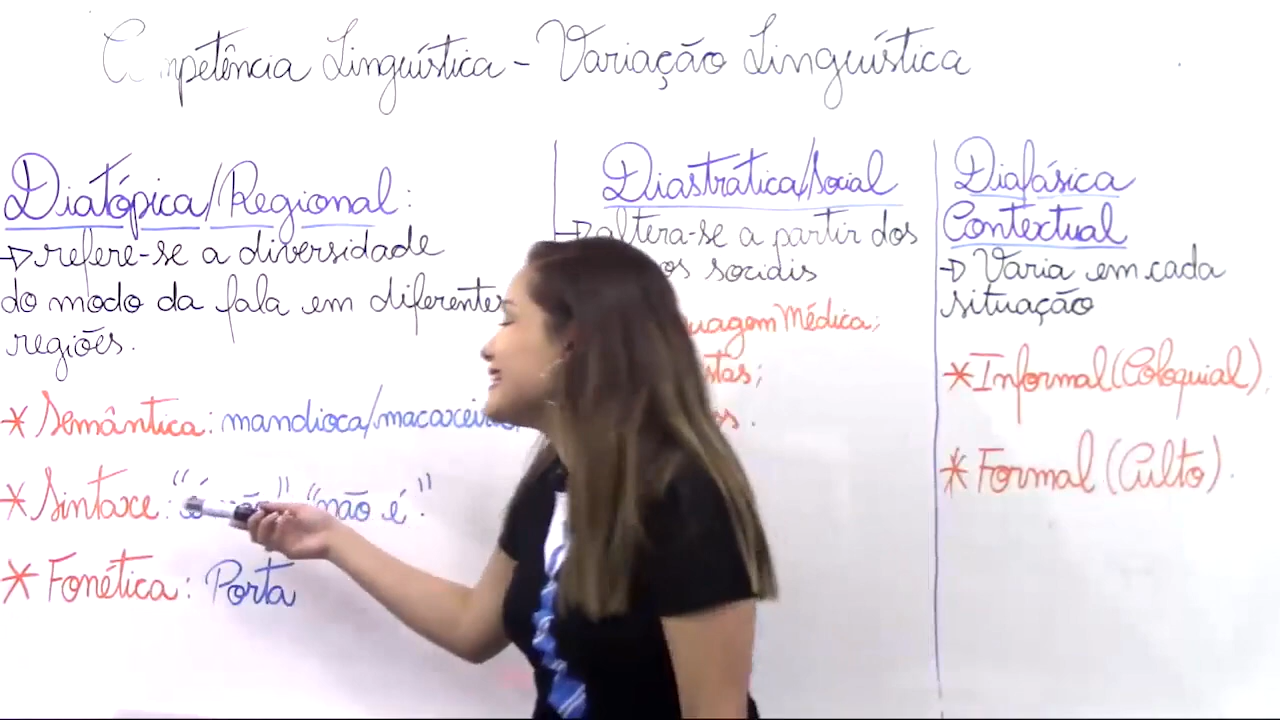 Competência Linguística - Variação Linguística
Diatópica/Regional:
→ refere-se a diversidade
do modo da fala em diferentes
regiões.
* Semântica: mandioca/macaxeira
* Sintaxe: "é não" "não é".
* Fonética: Porta
Diastrática/Social
→ altera-se a partir dos
sociais
Médica;
Diafásica
Contextual
→ Varia em cada
situação
* Informal (Coloquial).
* Formal (Culto).